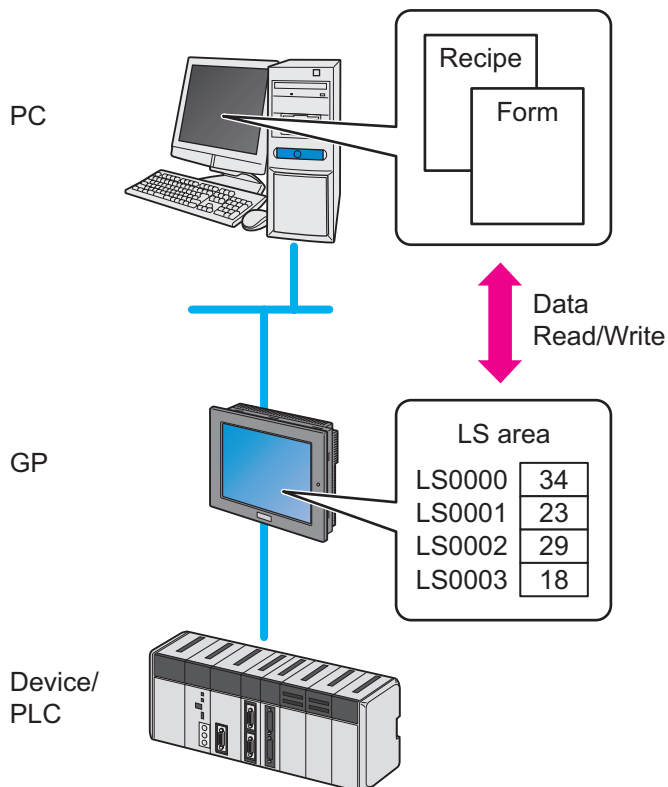 PC
Recipe
Form
Data
Read/Write
GP
LS area
LS0000 34
LS0001 23
LS0002 29
LS0003 18
Device/
PLC